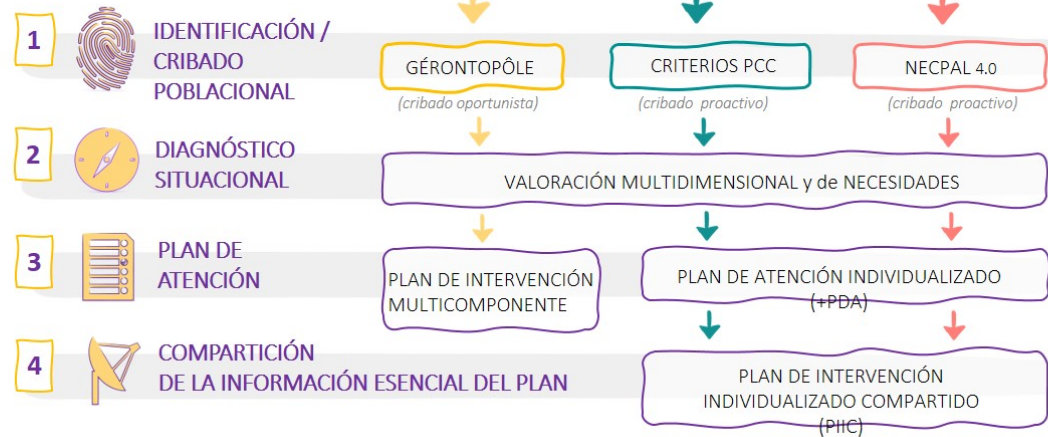 1
IDENTIFICACIÓN /
CRIBADO
POBLACIONAL
GÉRONTOPÔLE
(cribado oportunista)
CRITERIOS PCC
(cribado proactivo)
NECPAL 4.0
(cribado proactivo)
2
DIAGNÓSTICO
SITUACIONAL
VALORACIÓN MULTIDIMENSIONAL y de NECESIDADES
3
PLAN DE
ATENCIÓN
PLAN DE INTERVENCIÓN
MULTICOMPONENTE
PLAN DE ATENCIÓN INDIVIDUALIZADO
(+PDA)
4
COMPARTICIÓN
DE LA INFORMACIÓN ESENCIAL DEL PLAN
PLAN DE INTERVENCIÓN
INDIVIDUALIZADO COMPARTIDO
(PIIC)